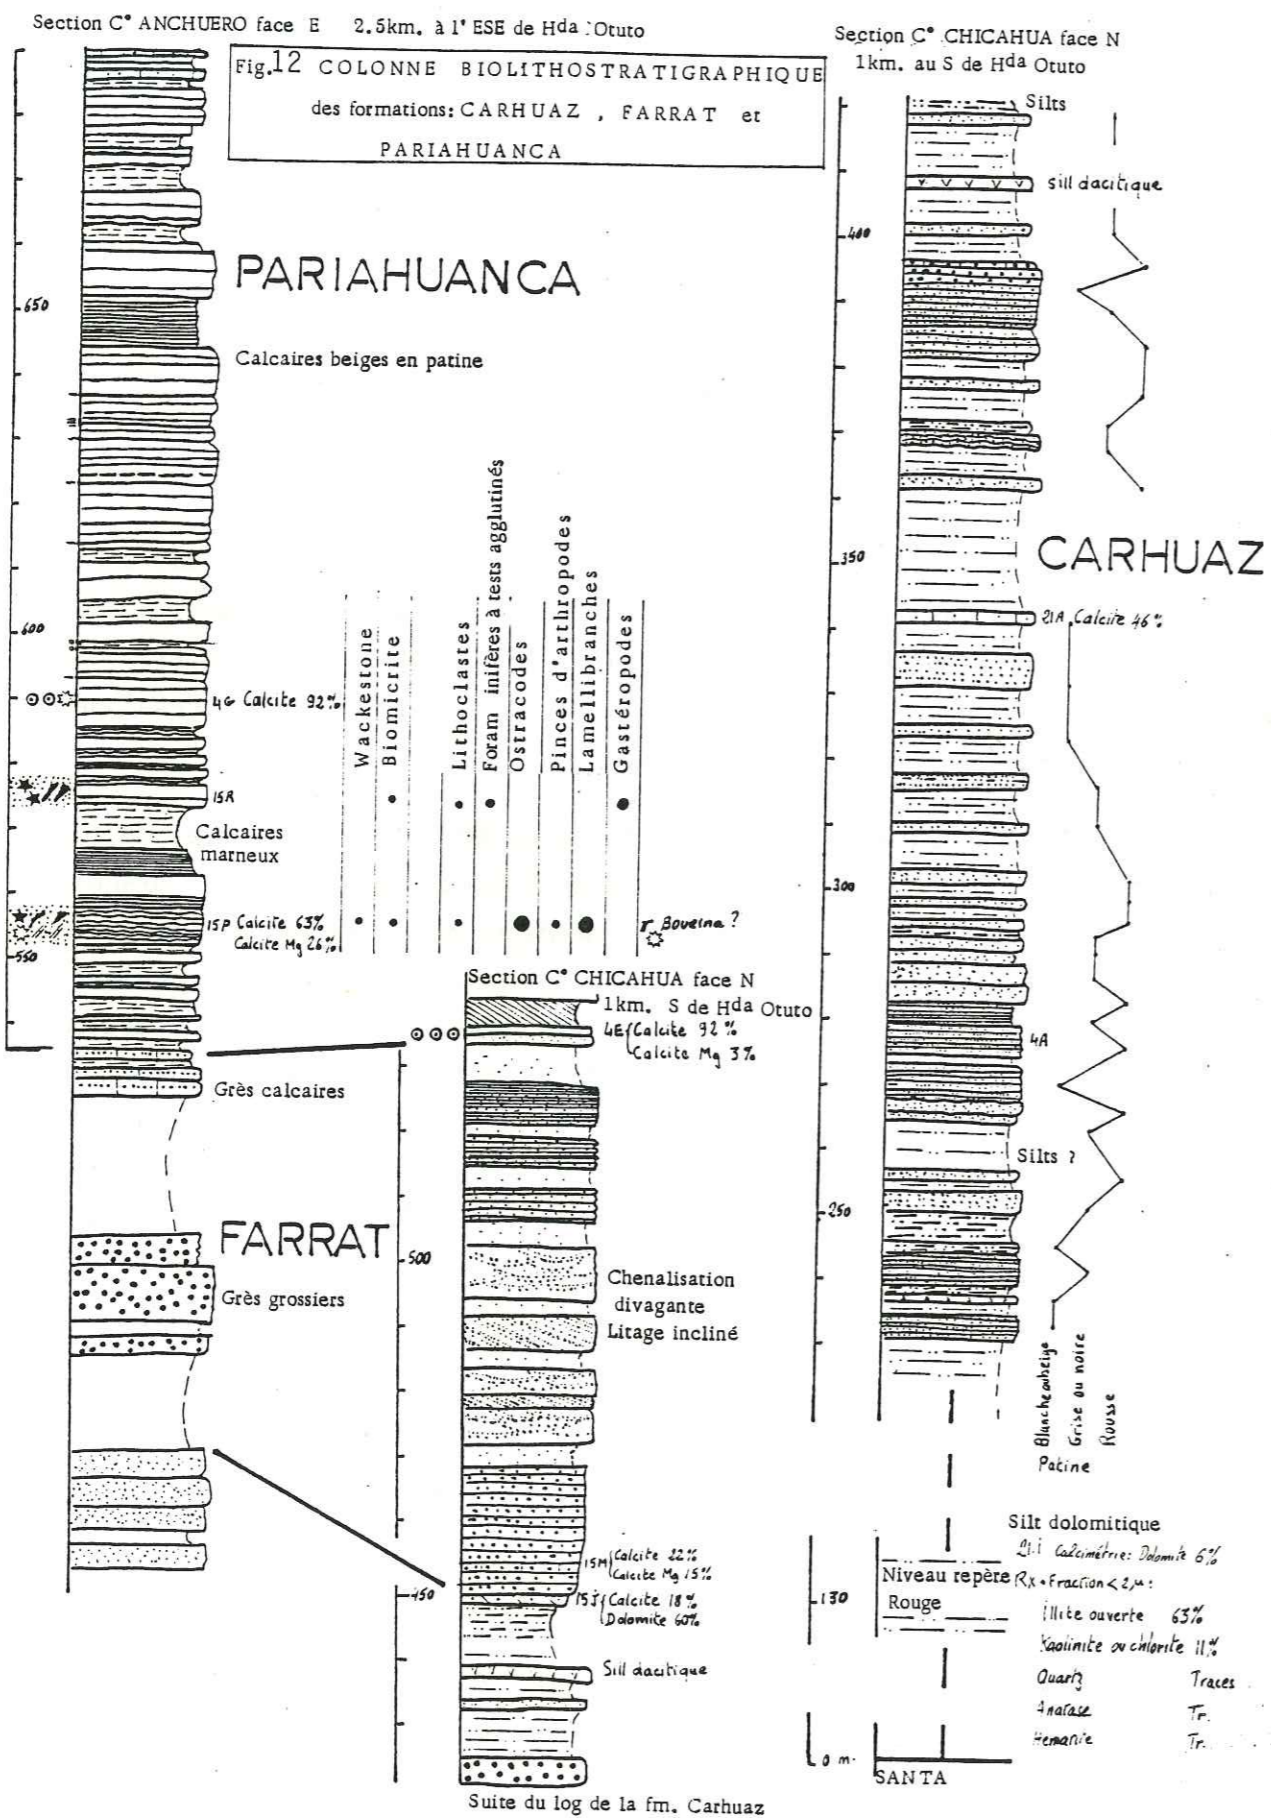 Section C° ANCHUERO face E 2.5km. à l' ESE de Hda Otuto
Fig.12 COLONNE BIOLITHOSTRATIGRAPHIQUE
des formations: CARHUAZ , FARRAT et
PARIAHUANCA
PARIAHUANCA
650
Calcaires beiges en patine
600
4G Calcite 92%
15R
Calcaires
marneux
15P Calcite 63%
Calcite Mg 26%
550
Wackestone
Biomicrite
Lithoclastes
Foram inifères à tests agglutinés
Ostracodes
Pinces d'arthropodes
Lamellibranches
Gastéropodes
Boueina ?
Grès calcaires
FARRAT
Grès grossiers
Section C° CHICAHUA face N
1km. S de Hda Otuto
4E Calcite 92 %
Calcite Mg 3%
500
Chenalisation
divagante
Litage incliné
15M Calcite 22%
Calcite Mg 15%
450
15J Calcite 18 %
Dolomite 60%
Sill dacitique
Suite du log de la fm. Carhuaz
Section C° CHICAHUA face N
1km. au S de Hda Otuto
Silts
Sill dacitique
400
CARHUAZ
350
21A Calcite 46%
300
4A
Silts ?
250
Blanche ou beige
Grise ou noire
Rousse
Patine
Silt dolomitique
21.i Calcimétrie: Dolomite 6%
Niveau repère
Rouge
Rx • Fraction < 2µ :
130
Illite ouverte 63%
Kaolinite ou chlorite 11%
Quartz Traces
Anatase Tr.
Hematie Tr.
0 m.
SANTA